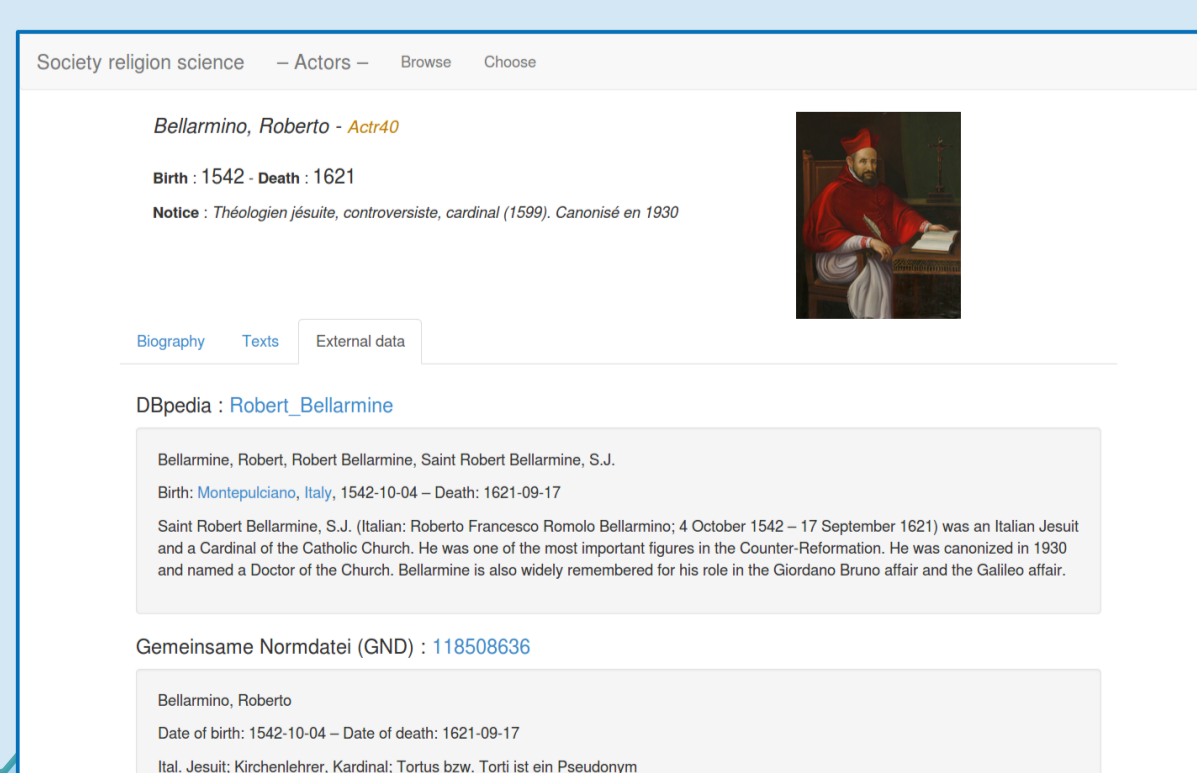 Society religion science – Actors – Browse Choose
Bellarmino, Roberto - Actr40
Birth : 1542 - Death : 1621
Notice : Théologien jésuite, controversiste, cardinal (1599). Canonisé en 1930
Biography Texts External data
DBpedia : Robert_Bellarmine
Bellarmine, Robert, Robert Bellarmine, Saint Robert Bellarmine, S.J.
Birth: Montepulciano, Italy, 1542-10-04 – Death: 1621-09-17
Saint Robert Bellarmine, S.J. (Italian: Roberto Francesco Romolo Bellarmino; 4 October 1542 – 17 September 1621) was an Italian Jesuit
and a Cardinal of the Catholic Church. He was one of the most important figures in the Counter-Reformation. He was canonized in 1930
and named a Doctor of the Church. Bellarmine is also widely remembered for his role in the Giordano Bruno affair and the Galileo affair.
Gemeinsame Normdatei (GND) : 118508636
Bellarmino, Roberto
Date of birth: 1542-10-04 – Date of death: 1621-09-17
Ital. Jesuit; Kirchenlehrer, Kardinal; Tortus bzw. Torti ist ein Pseudonym